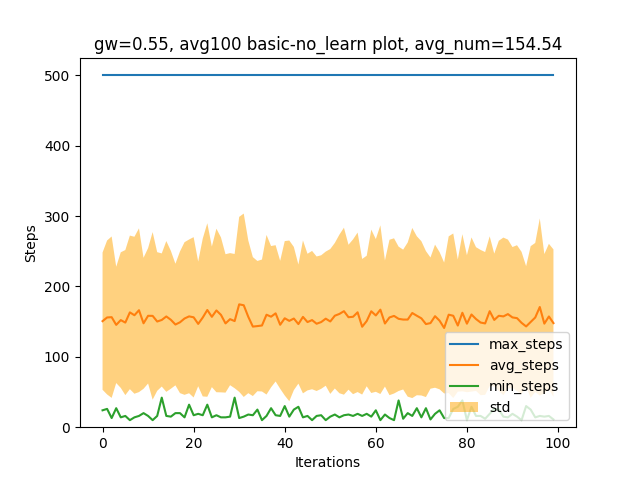 gw=0.55, avg100 basic-no_learn plot, avg_num=154.54
500
400
300
200
100
0
Steps
max_steps
avg_steps
min_steps
std
0
20
40
60
80
100
Iterations